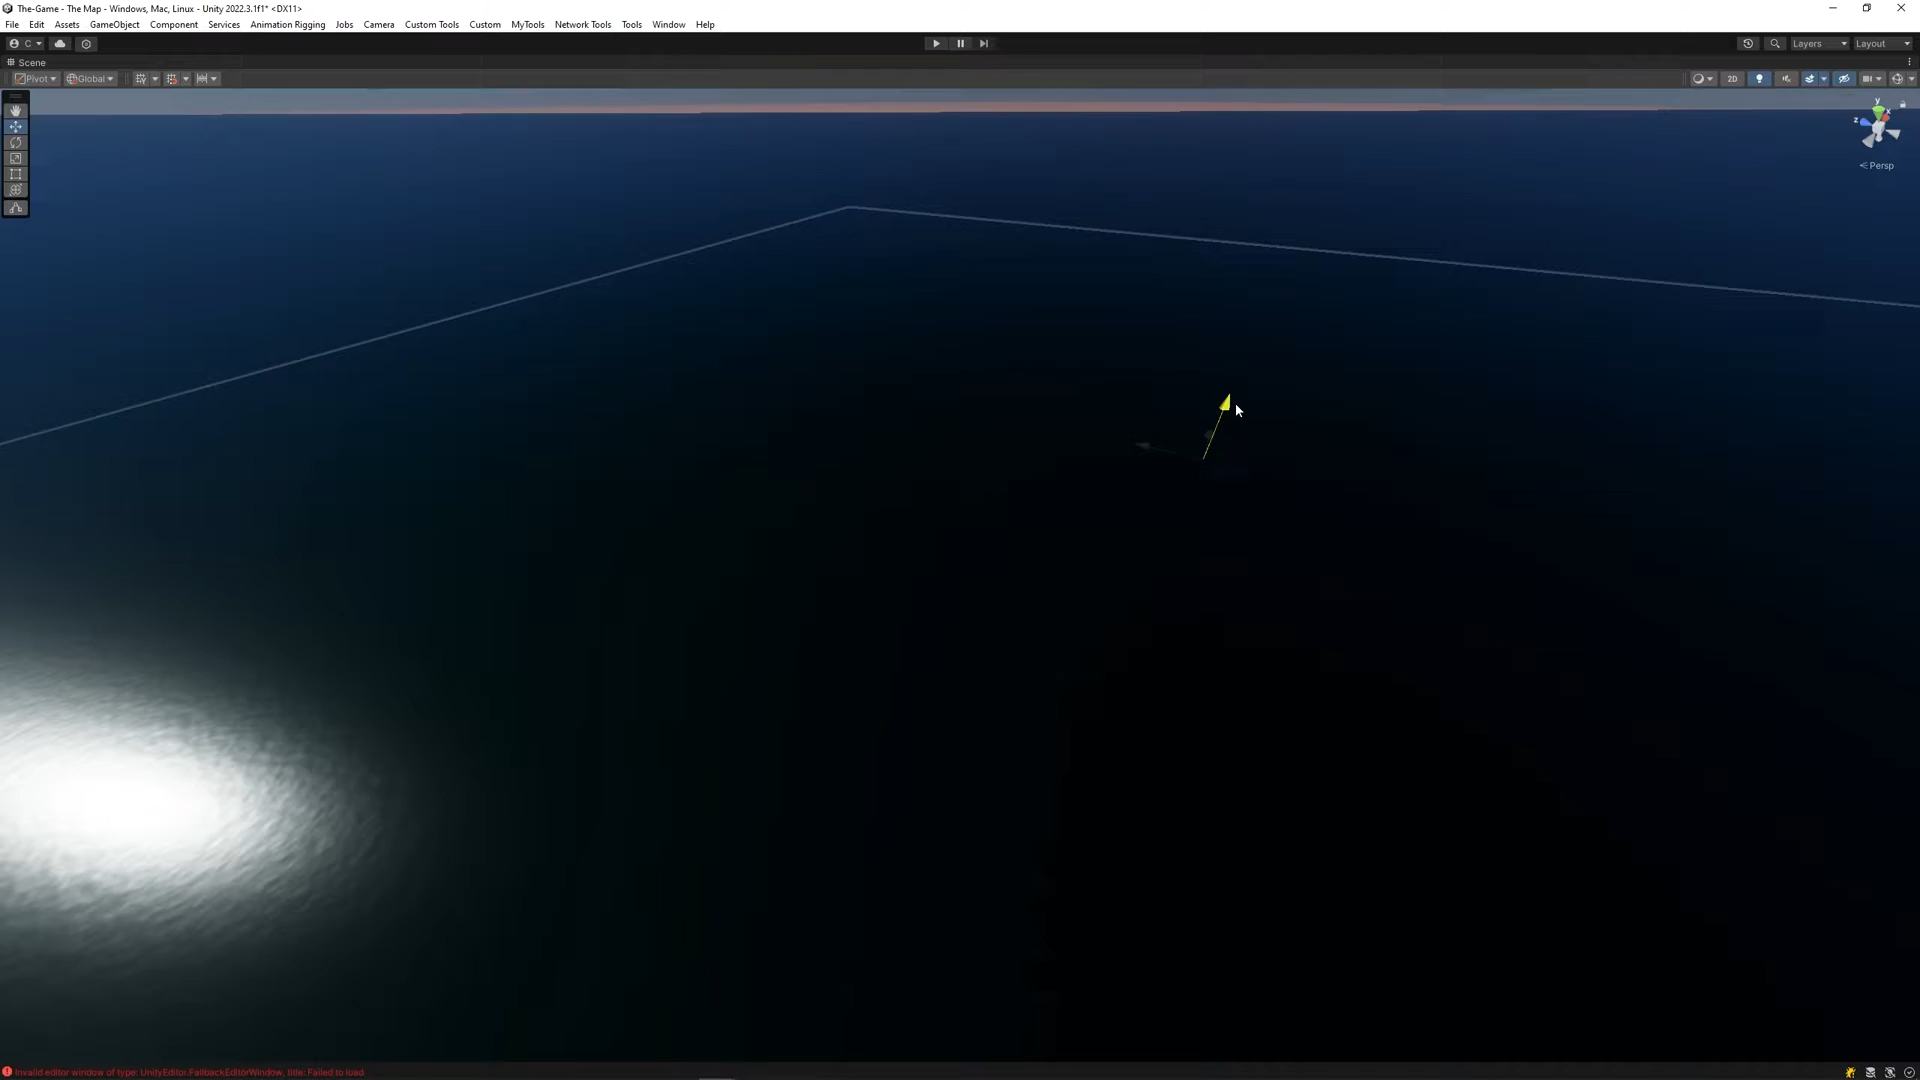 The-Game - The Map - Windows, Mac, Linux - Unity 2022.3.1f1* <DX11>
File Edit Assets GameObject Component Services Animation Rigging Jobs Camera Custom Tools Custom MyTools Network Tools Tools Window Help
C Layers Layout
Scene
Pivot Global 2D
y
x
z
Persp
Invalid editor window of type: UnityEditor.FallbackEditorWindow, title: Failed to load